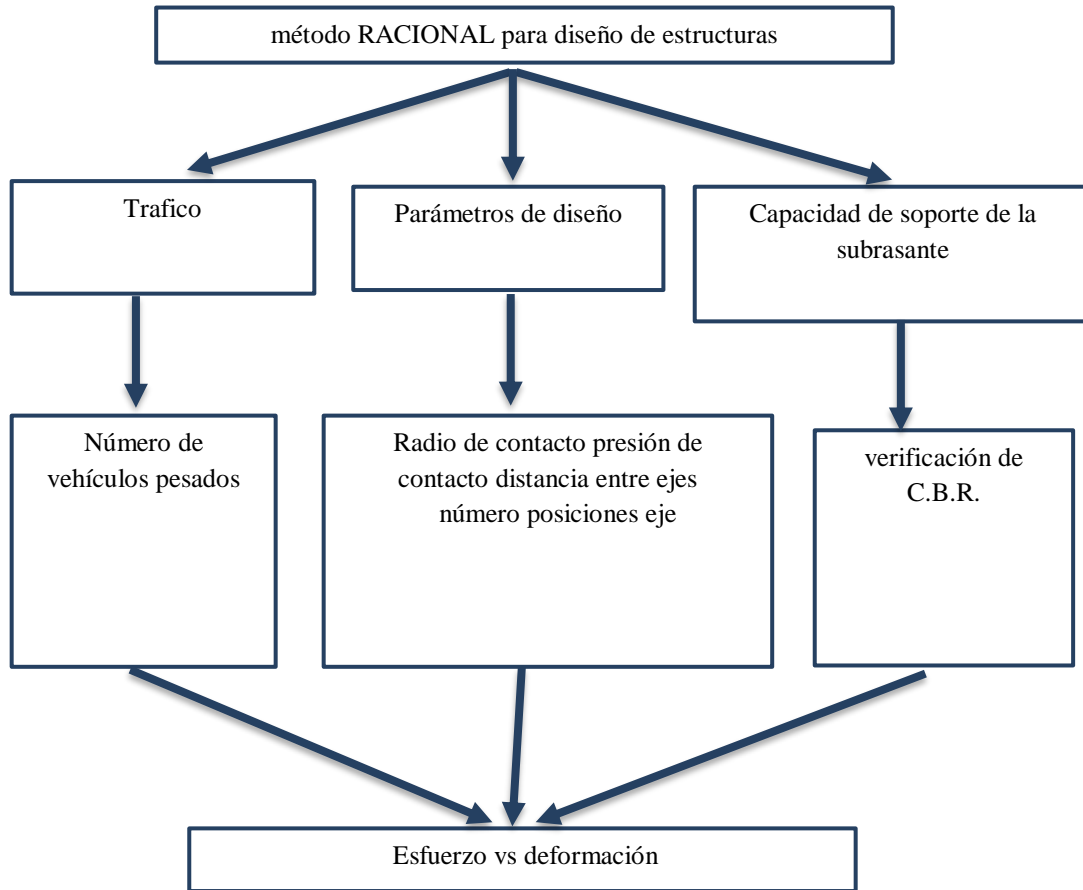 método RACIONAL para diseño de estructuras
Trafico
Parámetros de diseño
Capacidad de soporte de la
subrasante
Número de
vehículos pesados
Radio de contacto presión de
contacto distancia entre ejes
número posiciones eje
verificación de
C.B.R.
Esfuerzo vs deformación